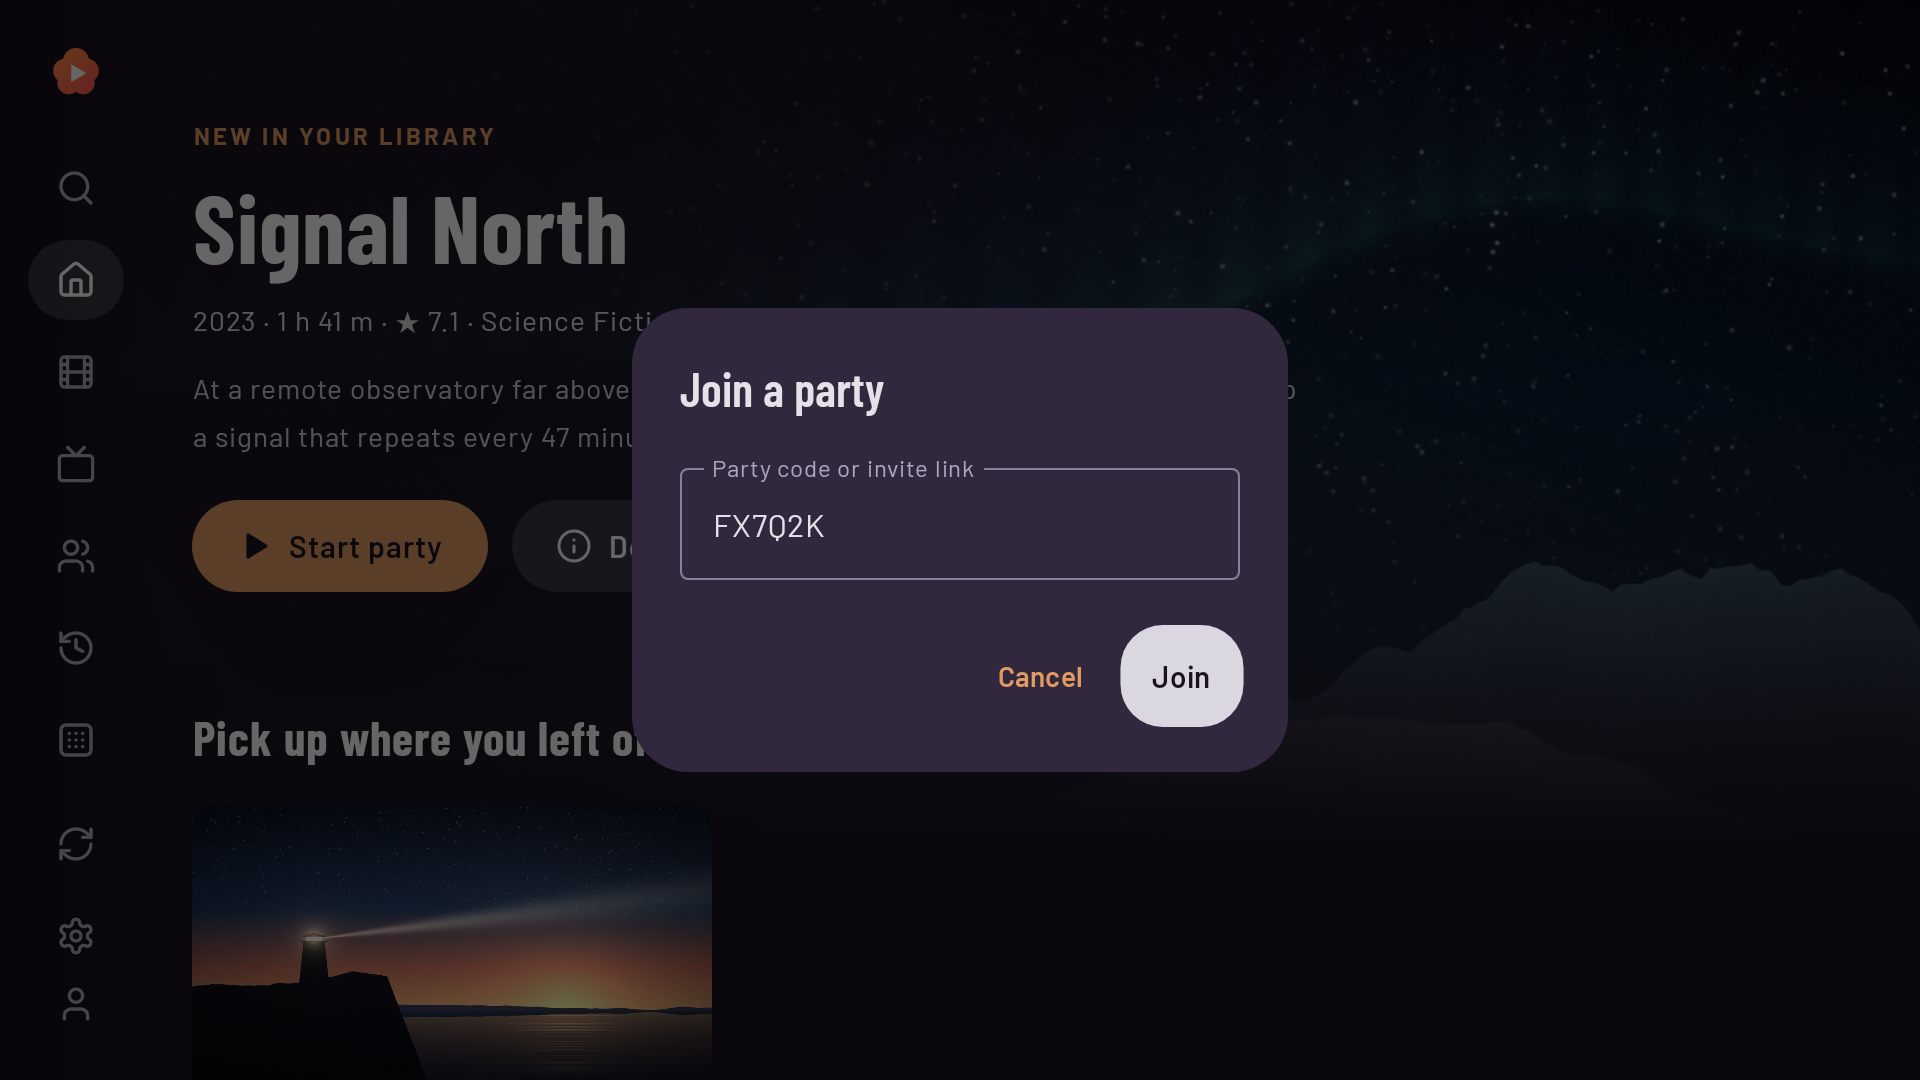 NEW IN YOUR LIBRARY
Signal North
2023 · 1 h 41 m · ★ 7.1 · Science
At a remote observatory far above
a signal that repeats every 47
Start party
Pick up where you left
Join a party
Party code or invite link
FX7Q2K
Cancel
Join